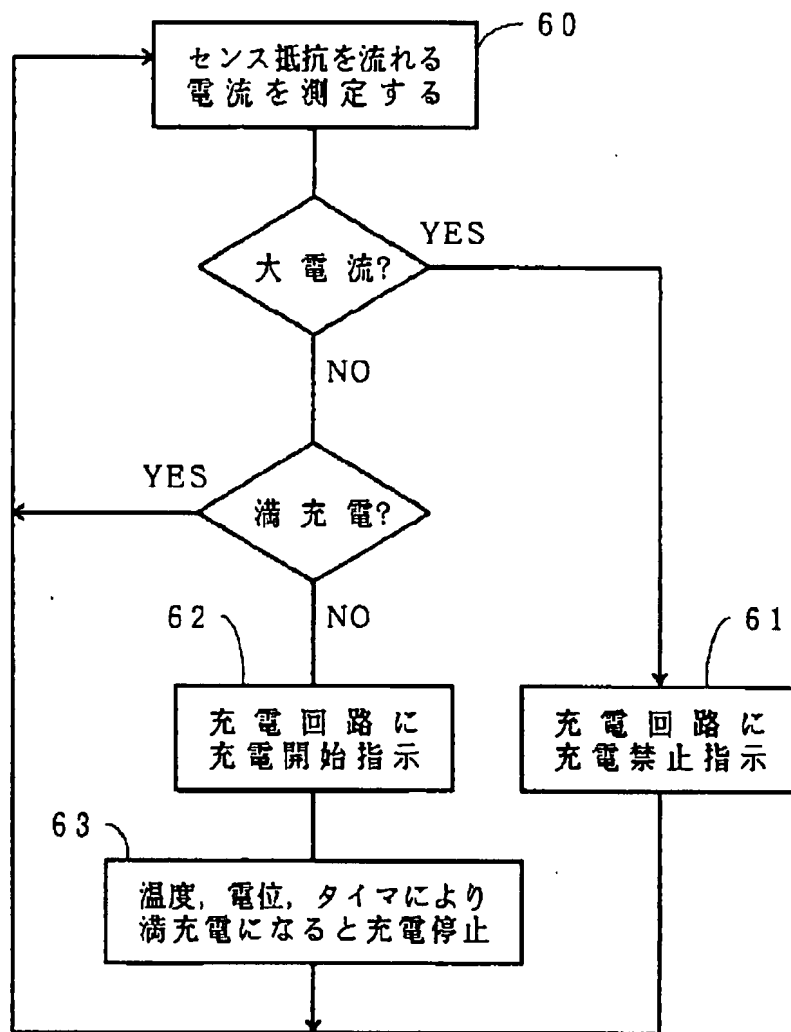 60
センス抵抗を流れる
電流を測定する
大電流?
YES
NO
満充電?
YES
NO
62
充電回路に
充電開始指示
61
充電回路に
充電禁止指示
63
温度,電位,タイマにより
満充電になると充電停止